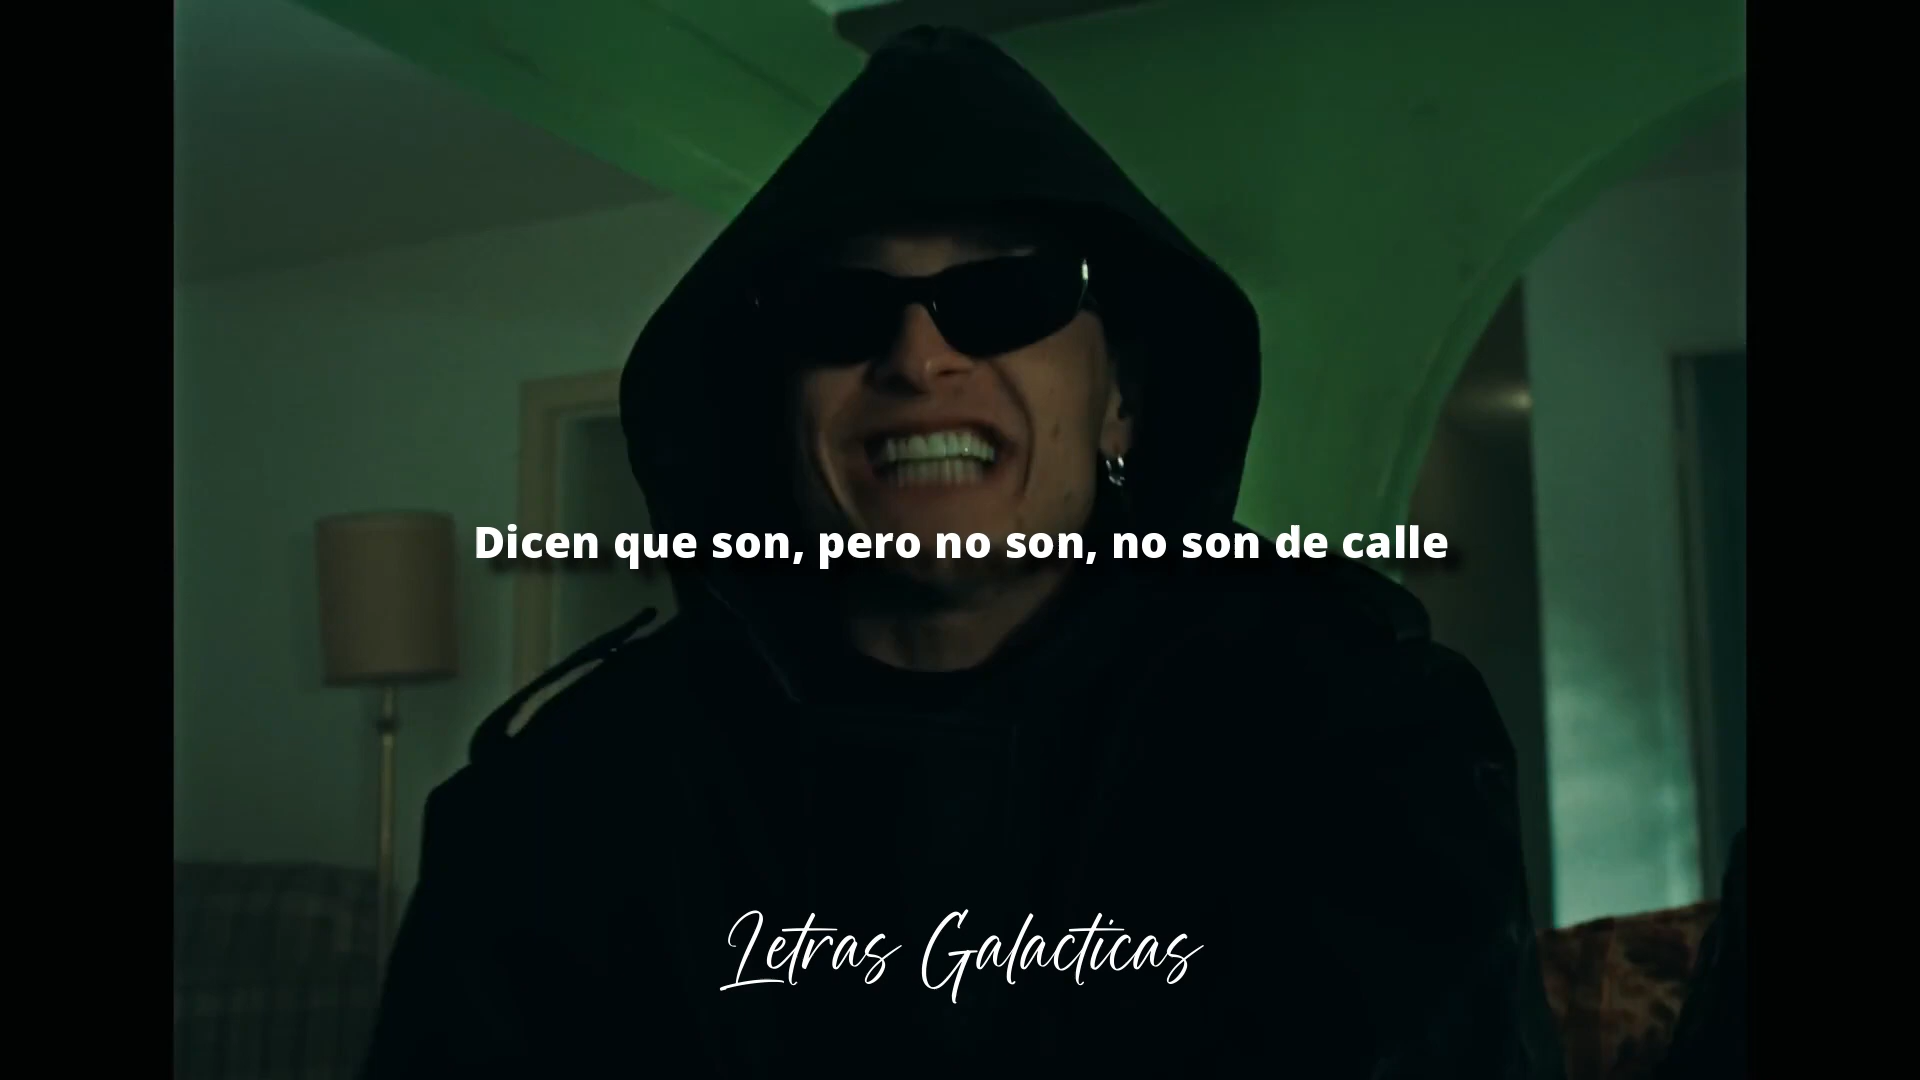 Dicen que son, pero no son, no son de calle
Letras Galacticas